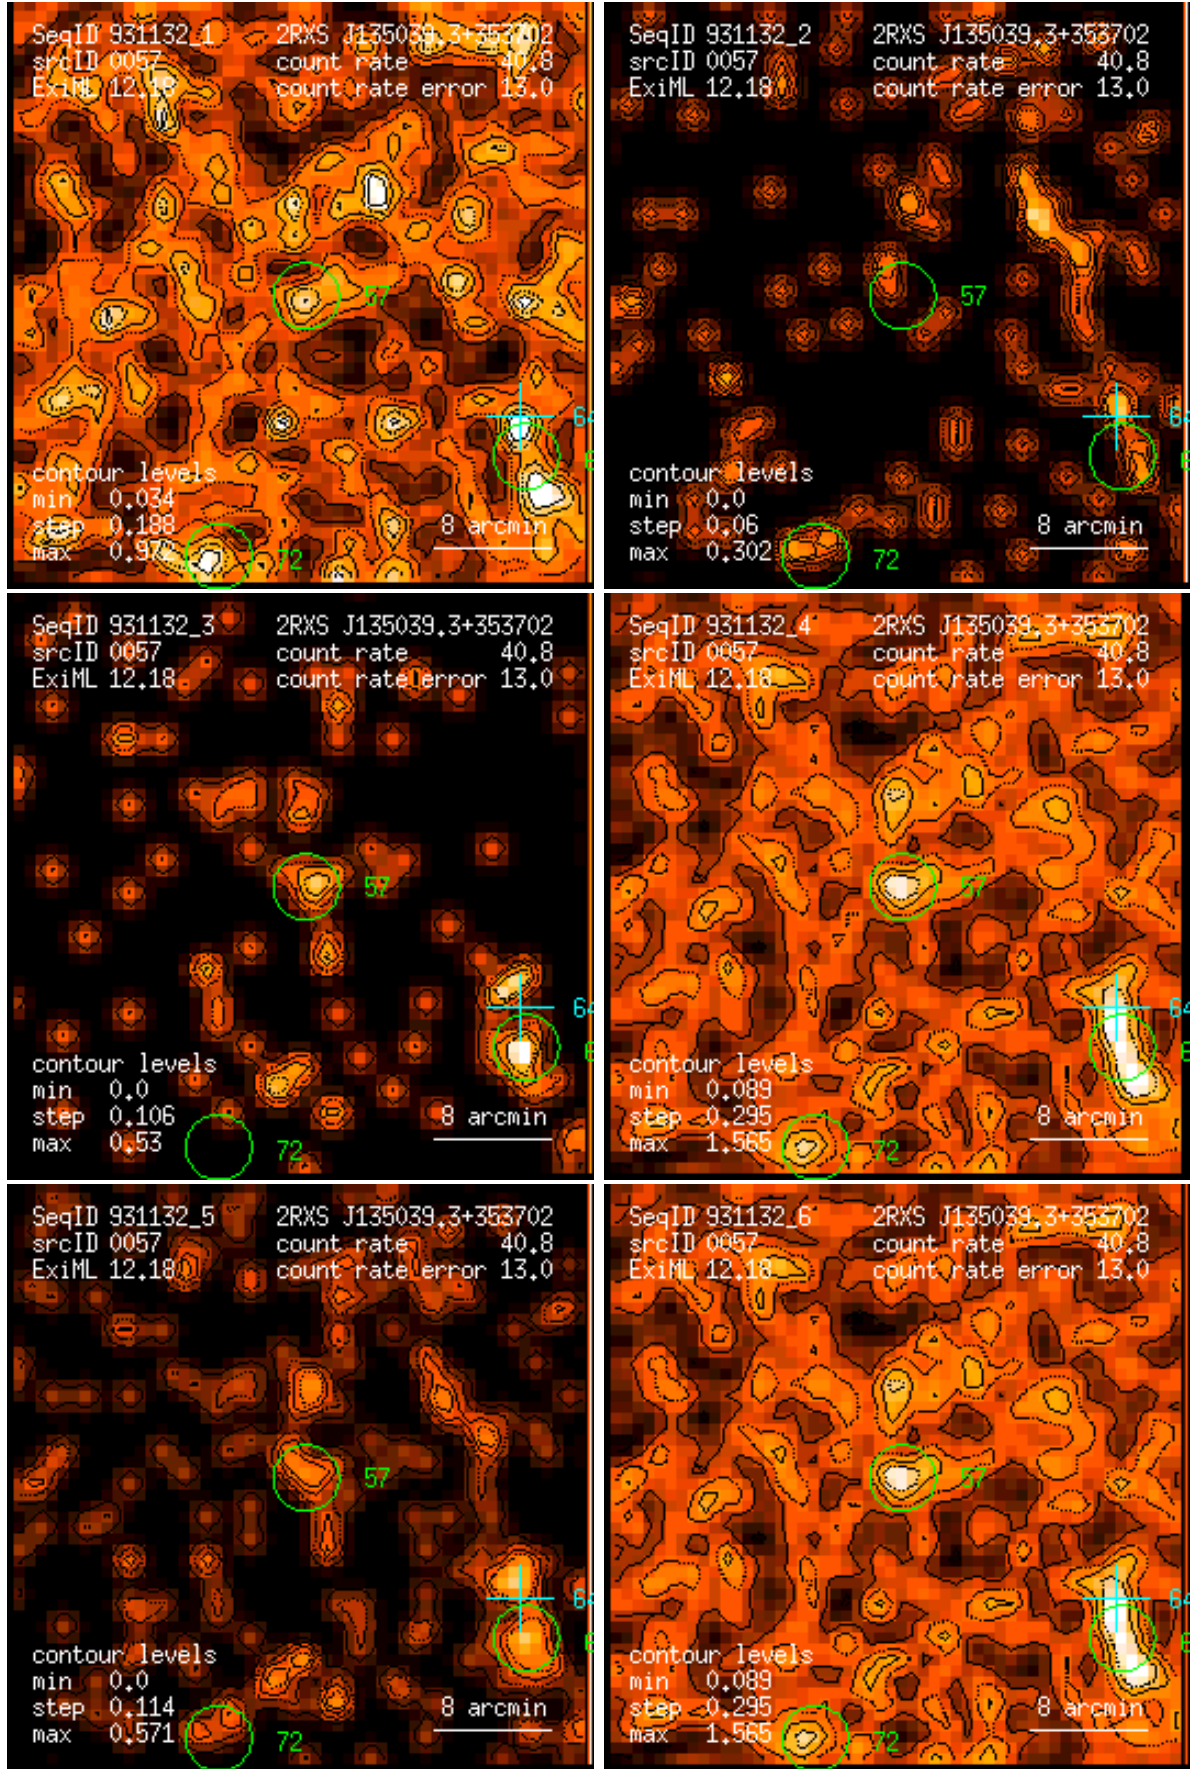 SeqID 931132_1 2RXS J135039.3+353702
srcID 0057 count rate 40.8
ExiML 12.18 count rate error 13.0
57
64
contour levels
min 0.034
step 0.188
max 0.972
8 arcmin
72
SeqID 931132_2 2RXS J135039.3+353702
srcID 0057 count rate 40.8
ExiML 12.18 count rate error 13.0
57
64
contour levels
min 0.0
step 0.06
max 0.302
8 arcmin
72
SeqID 931132_3 2RXS J135039.3+353702
srcID 0057 count rate 40.8
ExiML 12.18 count rate error 13.0
57
64
contour levels
min 0.0
step 0.106
max 0.53
8 arcmin
72
SeqID 931132_4 2RXS J135039.3+353702
srcID 0057 count rate 40.8
ExiML 12.18 count rate error 13.0
57
64
contour levels
min 0.089
step 0.295
max 1.565
8 arcmin
72
SeqID 931132_5 2RXS J135039.3+353702
srcID 0057 count rate 40.8
ExiML 12.18 count rate error 13.0
57
64
contour levels
min 0.0
step 0.114
max 0.571
8 arcmin
72
SeqID 931132_6 2RXS J135039.3+353702
srcID 0057 count rate 40.8
ExiML 12.18 count rate error 13.0
57
64
contour levels
min 0.089
step 0.295
max 1.565
8 arcmin
72